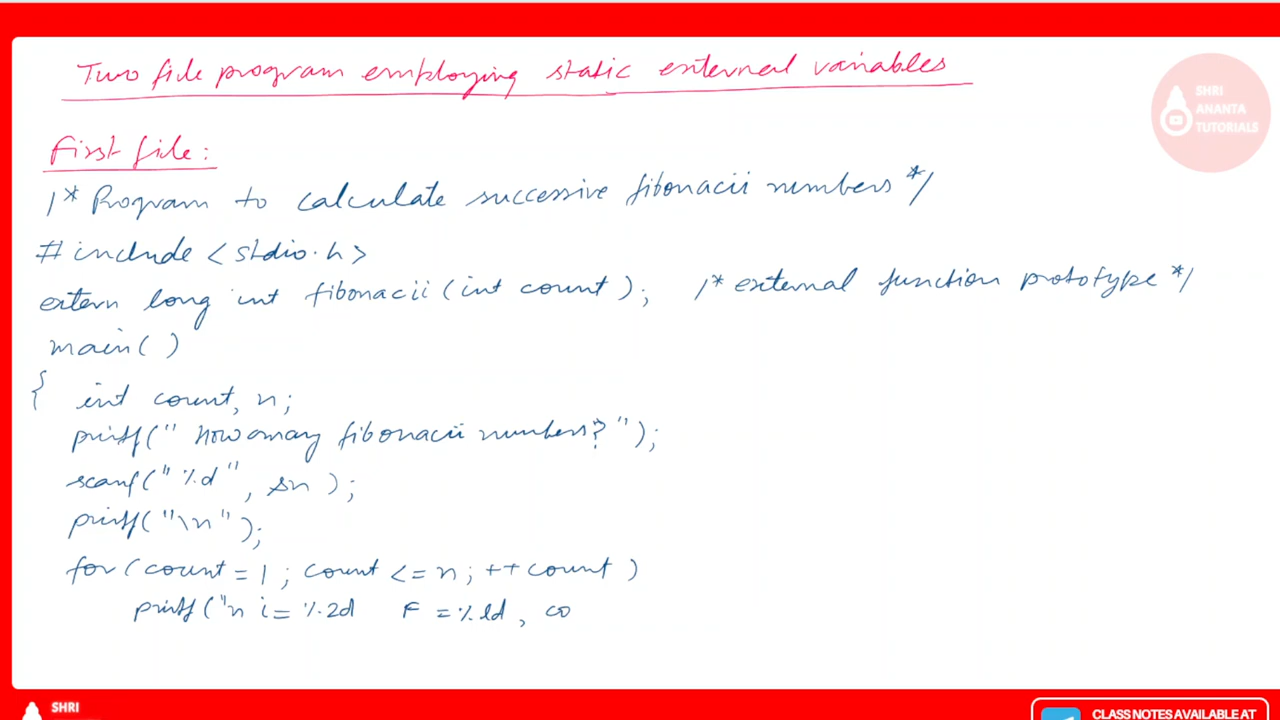 Two file program employing static external variables
SHRI
ANANTA
TUTORIALS
First file:
/* Program to calculate successive fibonacii numbers */
# include <stdio.h>
extern long int fibonacii (int count); /* external function prototype */
main( )
{ int count, n;
printf(" How many fibonacii numbers? ");
scanf("%d", &n );
printf("\n");
for (count = 1 ; count <= n ; ++count )
printf("\n i = %2d F = %ld , co
SHRI
CLASS NOTES AVAILABLE AT